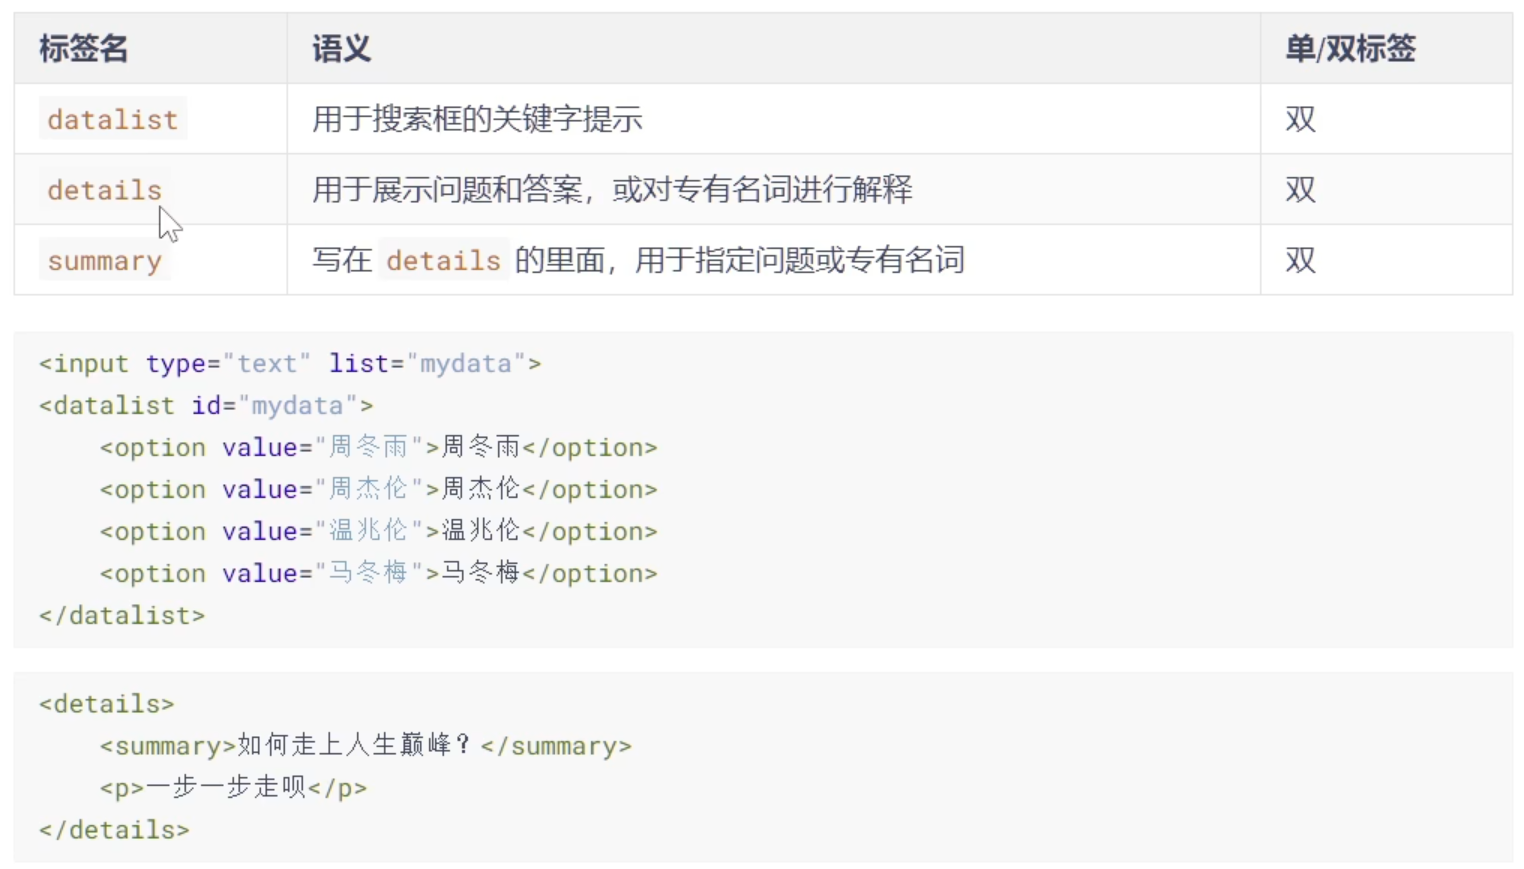 标签名 语义 单/双标签
datalist 用于搜索框的关键字提示 双
details 用于展示问题和答案，或对专有名词进行解释 双
summary 写在 details 的里面，用于指定问题或专有名词 双
<input type="text" list="mydata">
<datalist id="mydata">
    <option value="周冬雨">周冬雨</option>
    <option value="周杰伦">周杰伦</option>
    <option value="温兆伦">温兆伦</option>
    <option value="马冬梅">马冬梅</option>
</datalist>
<details>
    <summary>如何走上人生巅峰？</summary>
    <p>一步一步走呗</p>
</details>